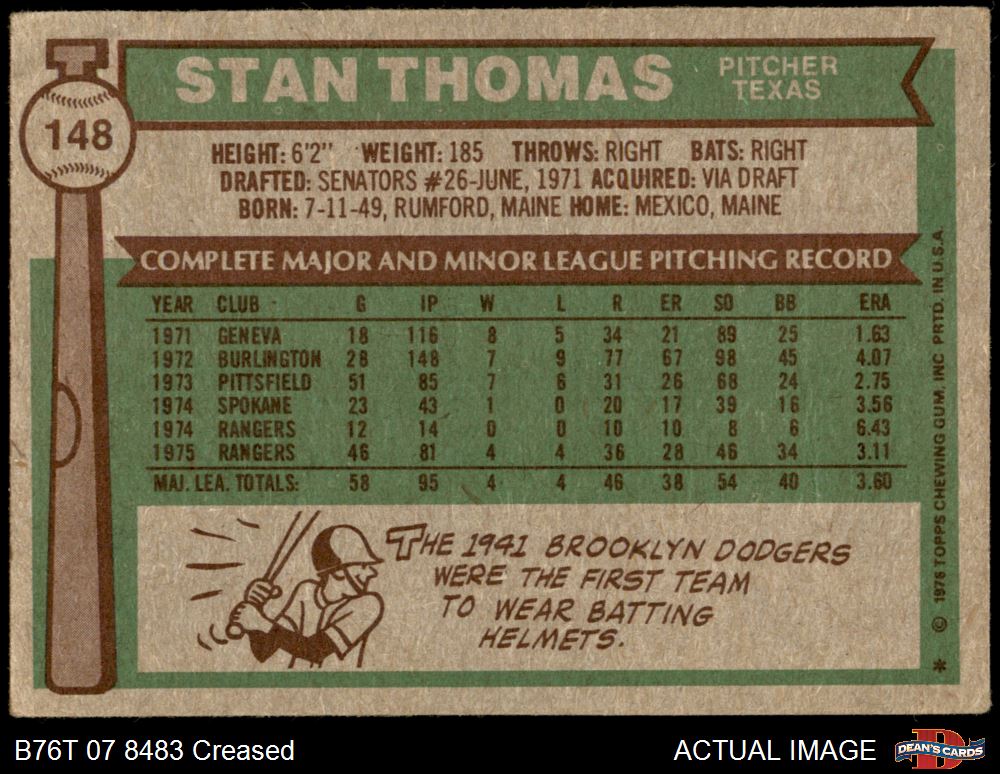 148
STAN THOMAS
PITCHER
TEXAS
HEIGHT: 6'2" WEIGHT: 185 THROWS: RIGHT BATS: RIGHT
DRAFTED: SENATORS #26-JUNE, 1971 ACQUIRED: VIA DRAFT
BORN: 7-11-49, RUMFORD, MAINE HOME: MEXICO, MAINE
COMPLETE MAJOR AND MINOR LEAGUE PITCHING RECORD
YEAR CLUB G IP W L R ER SO BB ERA
1971 GENEVA 18 116 8 5 34 21 89 25 1.63
1972 BURLINGTON 28 148 7 9 77 67 98 45 4.07
1973 PITTSFIELD 51 85 7 6 31 26 68 24 2.75
1974 SPOKANE 23 43 1 0 20 17 39 16 3.56
1974 RANGERS 12 14 0 0 10 10 8 6 6.43
1975 RANGERS 46 81 4 4 36 28 46 34 3.11
MAJ. LEA. TOTALS: 58 95 4 4 46 38 54 40 3.60
THE 1941 BROOKLYN DODGERS
WERE THE FIRST TEAM
TO WEAR BATTING
HELMETS.
* © 1976 TOPPS CHEWING GUM, INC PRTD. IN U.S.A.
B76T 07 8483 Creased
ACTUAL IMAGE
DEAN'S CARDS